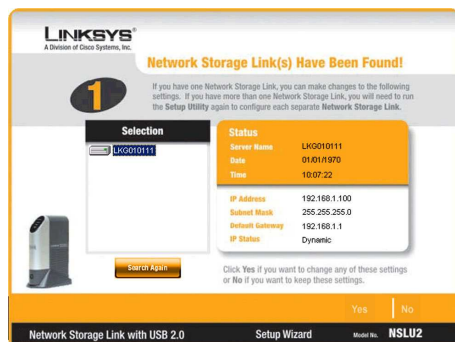 LINKSYS®
A Division of Cisco Systems, Inc.
Network Storage Link(s) Have Been Found!
1
If you have one Network Storage Link, you can make changes to the following
settings. If you have more than one Network Storage Link, you will need to run
the Setup Utility again to configure each separate Network Storage Link.
Selection
LKG010111
Search Again
Status
Server Name LKG010111
Date 01/01/1970
Time 10:07:22
IP Address 192.168.1.100
Subnet Mask 255.255.255.0
Default Gateway 192.168.1.1
IP Status Dynamic
Click Yes if you want to change any of these settings
or No if you want to keep these settings.
Yes No
Network Storage Link with USB 2.0 Setup Wizard Model No. NSLU2